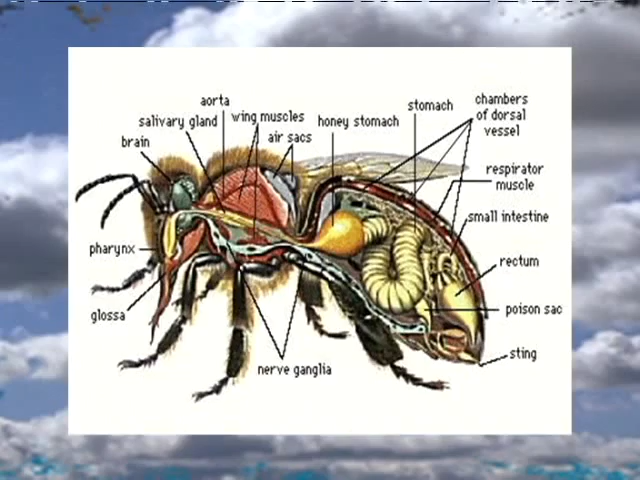 aorta
salivary gland
wing muscles
air sacs
brain
honey stomach
stomach
chambers
of dorsal
vessel
respirator
muscle
small intestine
rectum
poison sac
sting
pharynx
glossa
nerve ganglia